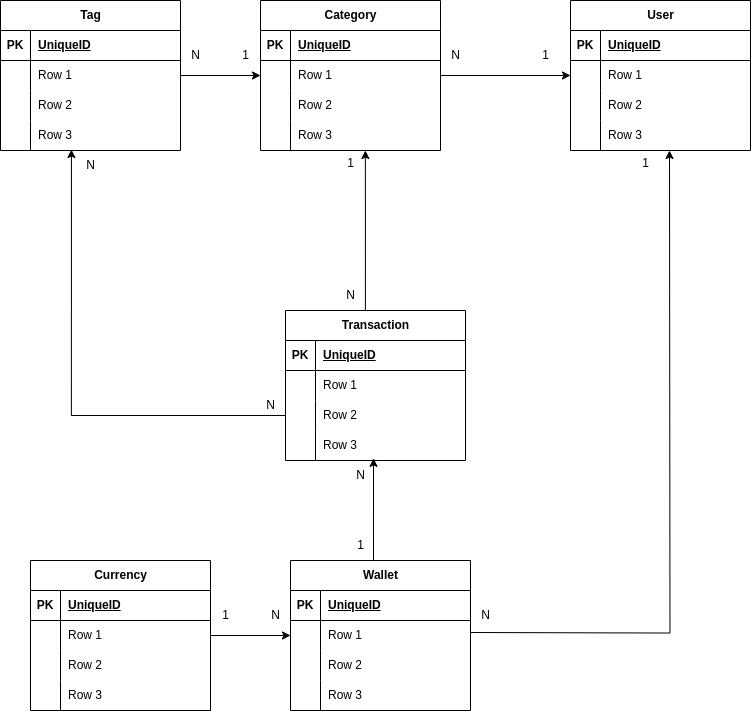 Tag
PK UniqueID
Row 1
Row 2
Row 3
N 1
Category
PK UniqueID
Row 1
Row 2
Row 3
N 1
User
PK UniqueID
Row 1
Row 2
Row 3
N
1
1
N
N
Transaction
PK UniqueID
Row 1
Row 2
Row 3
N
1
Currency
PK UniqueID
Row 1
Row 2
Row 3
1 N
Wallet
PK UniqueID
Row 1
Row 2
Row 3
N